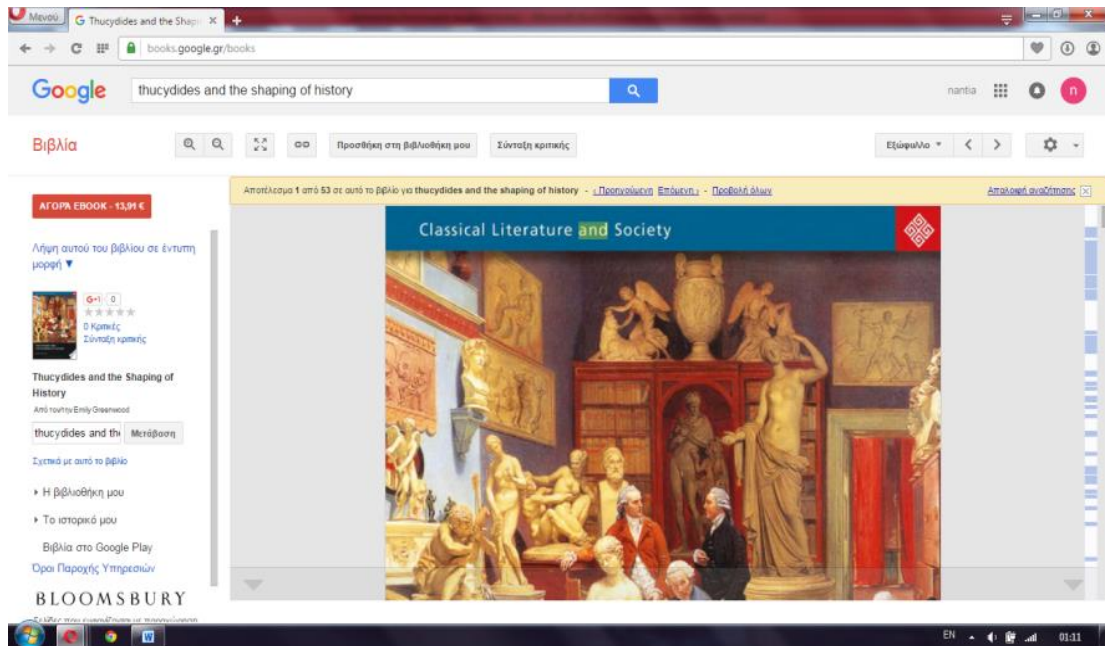 Μενού
Thucydides and the Shap
books.google.gr/books
Google
thucydides and the shaping of history
nantia
n
Βιβλία
Προσθήκη στη βιβλιοθήκη μου
Σύνταξη κριτικής
Εξώφυλλο
Αποτέλεσμα 1 από 53 σε αυτό το βιβλίο για thucydides and the shaping of history - ‹ Προηγούμενη Επόμενη › - Προβολή όλων
Απαλοιφή αναζήτησης
ΑΓΟΡΆ EBOOK - 13,91 €
Λήψη αυτού του βιβλίου σε έντυπη
μορφή ▼
G+1 0
0 Κριτικές
Σύνταξη κριτικής
Thucydides and the Shaping of
History
Από του/την Emily Greenwood
thucydides and the
Μετάβαση
Σχετικά με αυτό το βιβλίο
Η βιβλιοθήκη μου
Το ιστορικό μου
Βιβλία στο Google Play
Όροι Παροχής Υπηρεσιών
BLOOMSBURY
Classical Literature and Society
EN
01:11